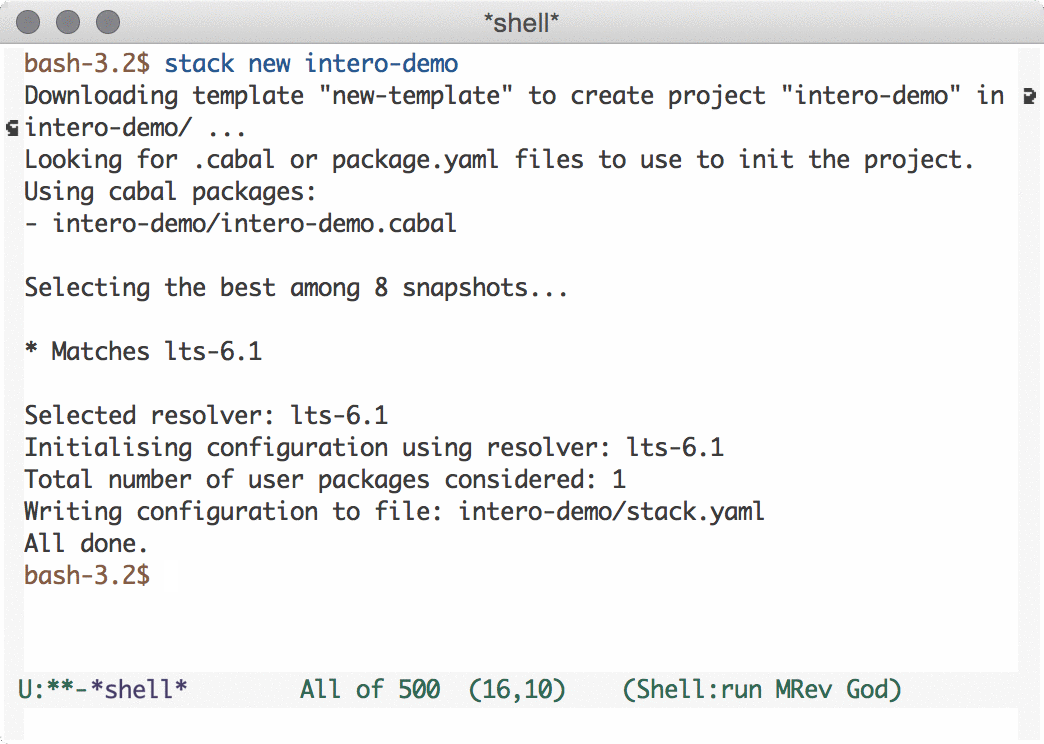 *shell*
bash-3.2$ stack new intero-demo
Downloading template "new-template" to create project "intero-demo" in
intero-demo/ ...
Looking for .cabal or package.yaml files to use to init the project.
Using cabal packages:
- intero-demo/intero-demo.cabal
Selecting the best among 8 snapshots...
* Matches lts-6.1
Selected resolver: lts-6.1
Initialising configuration using resolver: lts-6.1
Total number of user packages considered: 1
Writing configuration to file: intero-demo/stack.yaml
All done.
bash-3.2$
U:**-*shell* All of 500 (16,10) (Shell:run MRev God)